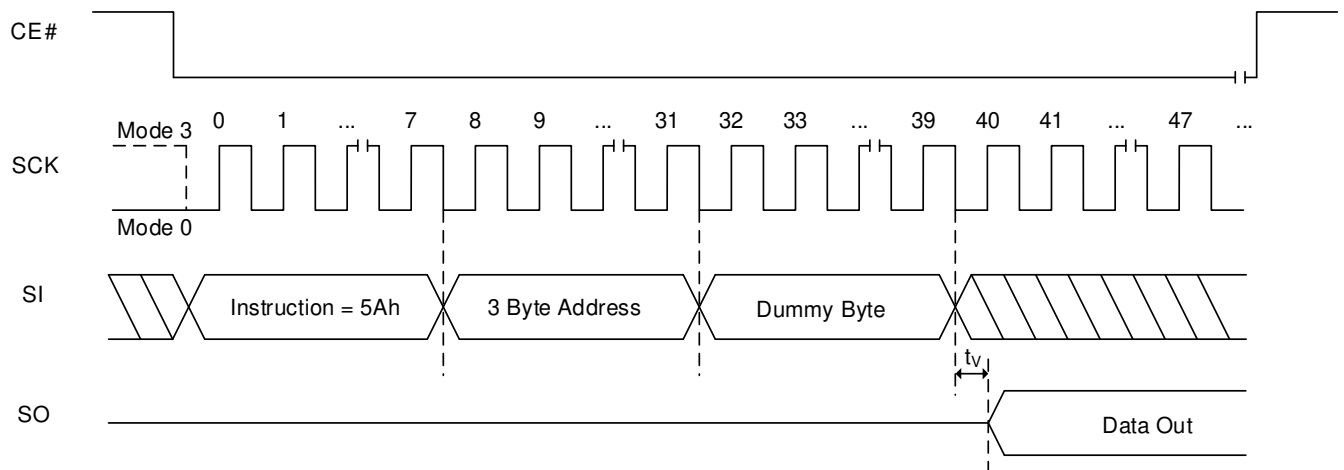 CE#
Mode 3
0 1 ... 7 8 9 ... 31 32 33 ... 39 40 41 ... 47 ...
SCK
Mode 0
SI
Instruction = 5Ah
3 Byte Address
Dummy Byte
tV
SO
Data Out